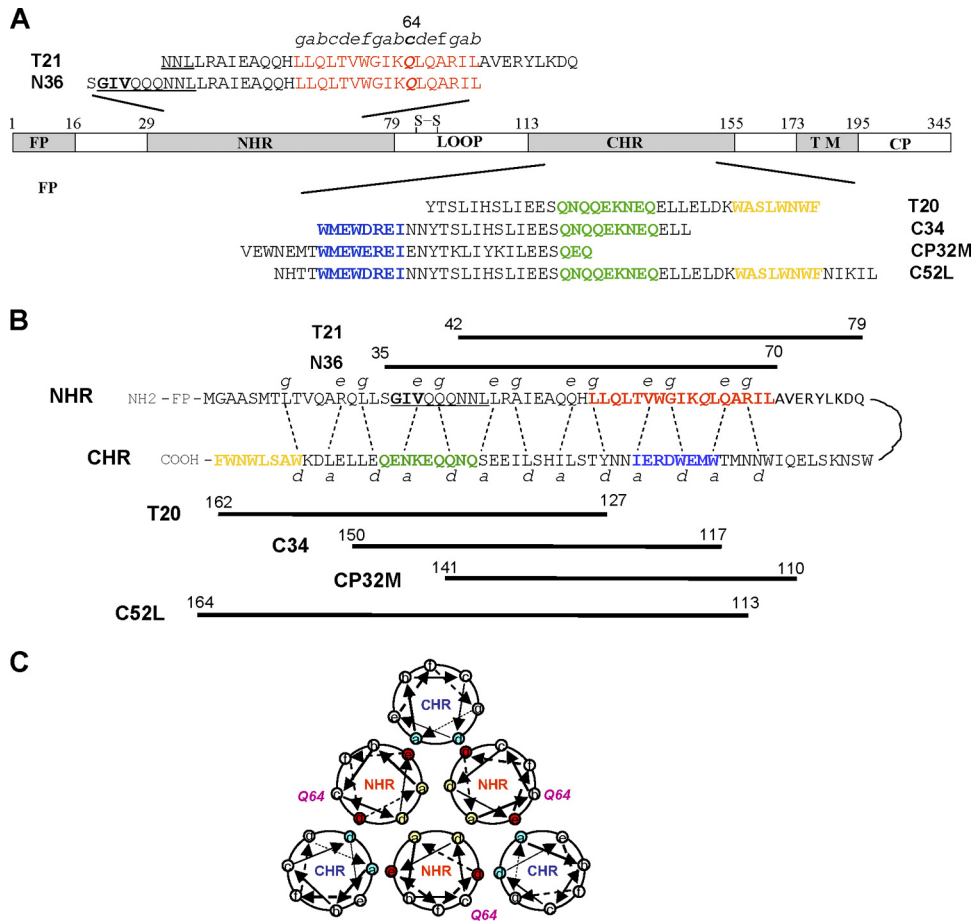 A
64
gabcdefgabcdefgab
T21 NNLLRAIEAQQHLLQLTVWGIKQLQARILAVERYLKDQ
N36 SGIVQQQNNLLRAIEAQQHLLQLTVWGIKQLQARIL
1 16 29 79 S–S 113 155 173 195 345
FP NHR LOOP CHR T M CP
FP
YTSLIHSLIEESQNQQEKNEQELLELDKWASLWNWF T20
WMEWDREINNYTSLIHSLIEESQNQQEKNEQELL C34
VEWNEMTWMEWEREIENYTKLIYKILEESQEQ CP32M
NHTTWMEWDREINNYTSLIHSLIEESQNQQEKNEQELLELDKWASLWNWFNIKIL C52L
B
T21 42 79
N36 35 70
g e g e g e g e g e g e g
NHR NH2 –FP –MGAASMTLTVQARQLLSGIVQQQNNLLRAIEAQQHLLQLTVWGIKQLQARILAVERYLKDQ
CHR COOH–FWNWLSAWKDLELLEQENKEQQNQSEEILSHILSTYNNIERDWEMWTMNNWIQELSKNSW
d a d a d a d a d a d a d
T20 162 127
C34 150 117
CP32M 141 110
C52L 164 113
C
f
b c
CHR
e g
a d
b c
f e
NHR NHR
Q64 c a d b Q64
g d a e
g d a d a e
CHR NHR CHR
c a e g d b
f b e b f c g c f
Q64